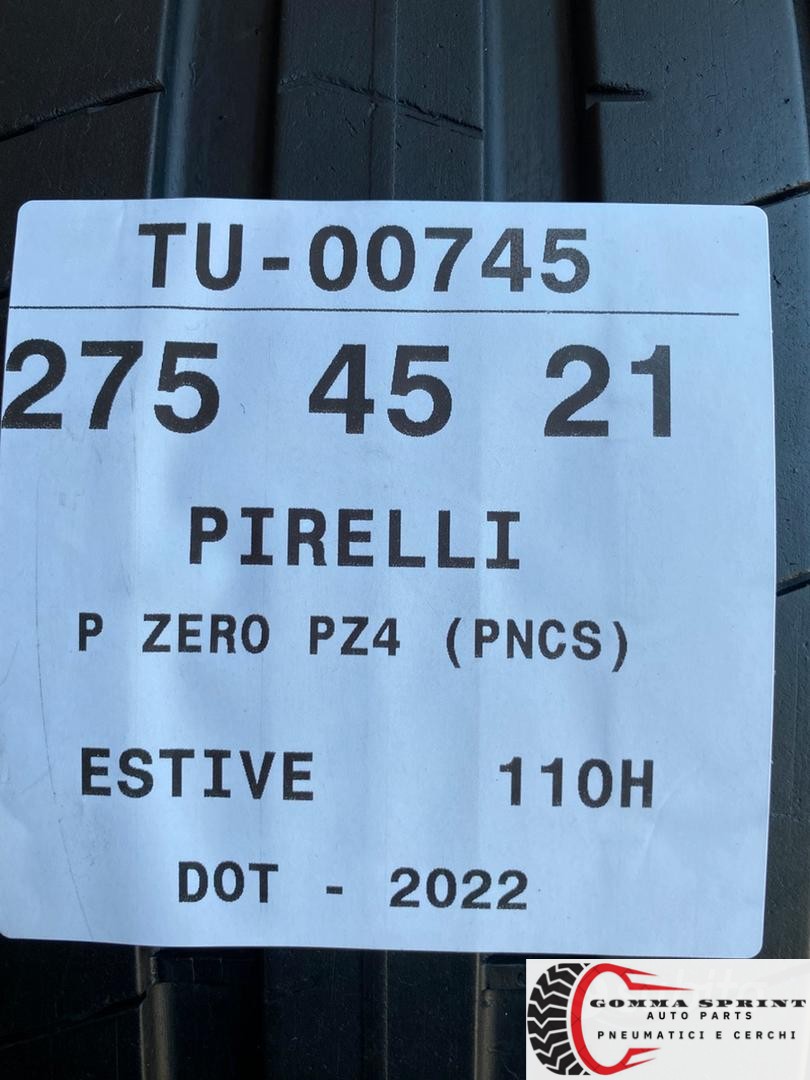 TU-00745
275 45 21
PIRELLI
P ZERO PZ4 (PNCS)
ESTIVE 110H
DOT - 2022
GOMMA SPRINT
AUTO PARTS
PNEUMATICI E CERCHI